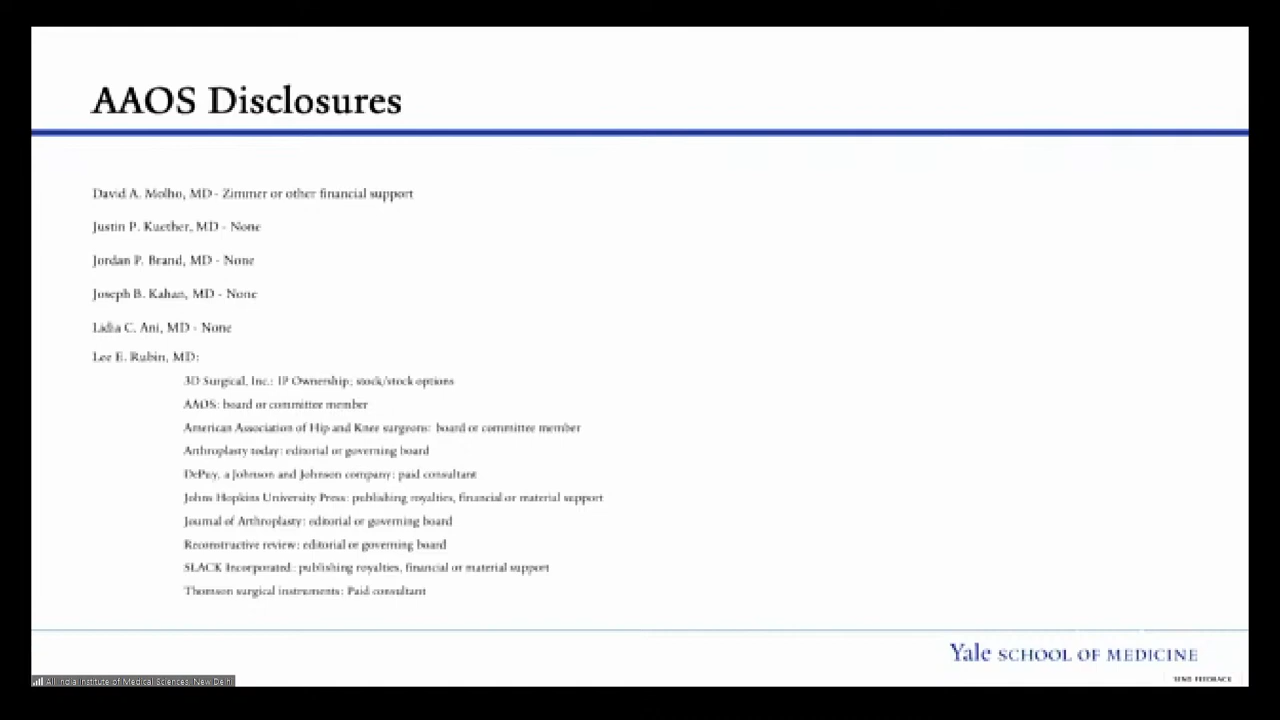 AAOS Disclosures
David A. Molho, MD - Zimmer or other financial support
Justin P. Kuether, MD - None
Jordan P. Brand, MD - None
Joseph B. Kahan, MD - None
Lidia C. Ani, MD - None
Lee E. Rubin, MD:
3D Surgical, Inc.: IP Ownership; stock/stock options
AAOS: board or committee member
American Association of Hip and Knee surgeons: board or committee member
Arthroplasty today: editorial or governing board
DePuy, a Johnson and Johnson company: paid consultant
Johns Hopkins University Press: publishing royalties, financial or material support
Journal of Arthroplasty: editorial or governing board
Reconstructive review: editorial or governing board
SLACK Incorporated: publishing royalties, financial or material support
Thomson surgical instruments: Paid consultant
Yale SCHOOL OF MEDICINE
SEND FEEDBACK
All India Institute of Medical Sciences, New Delhi